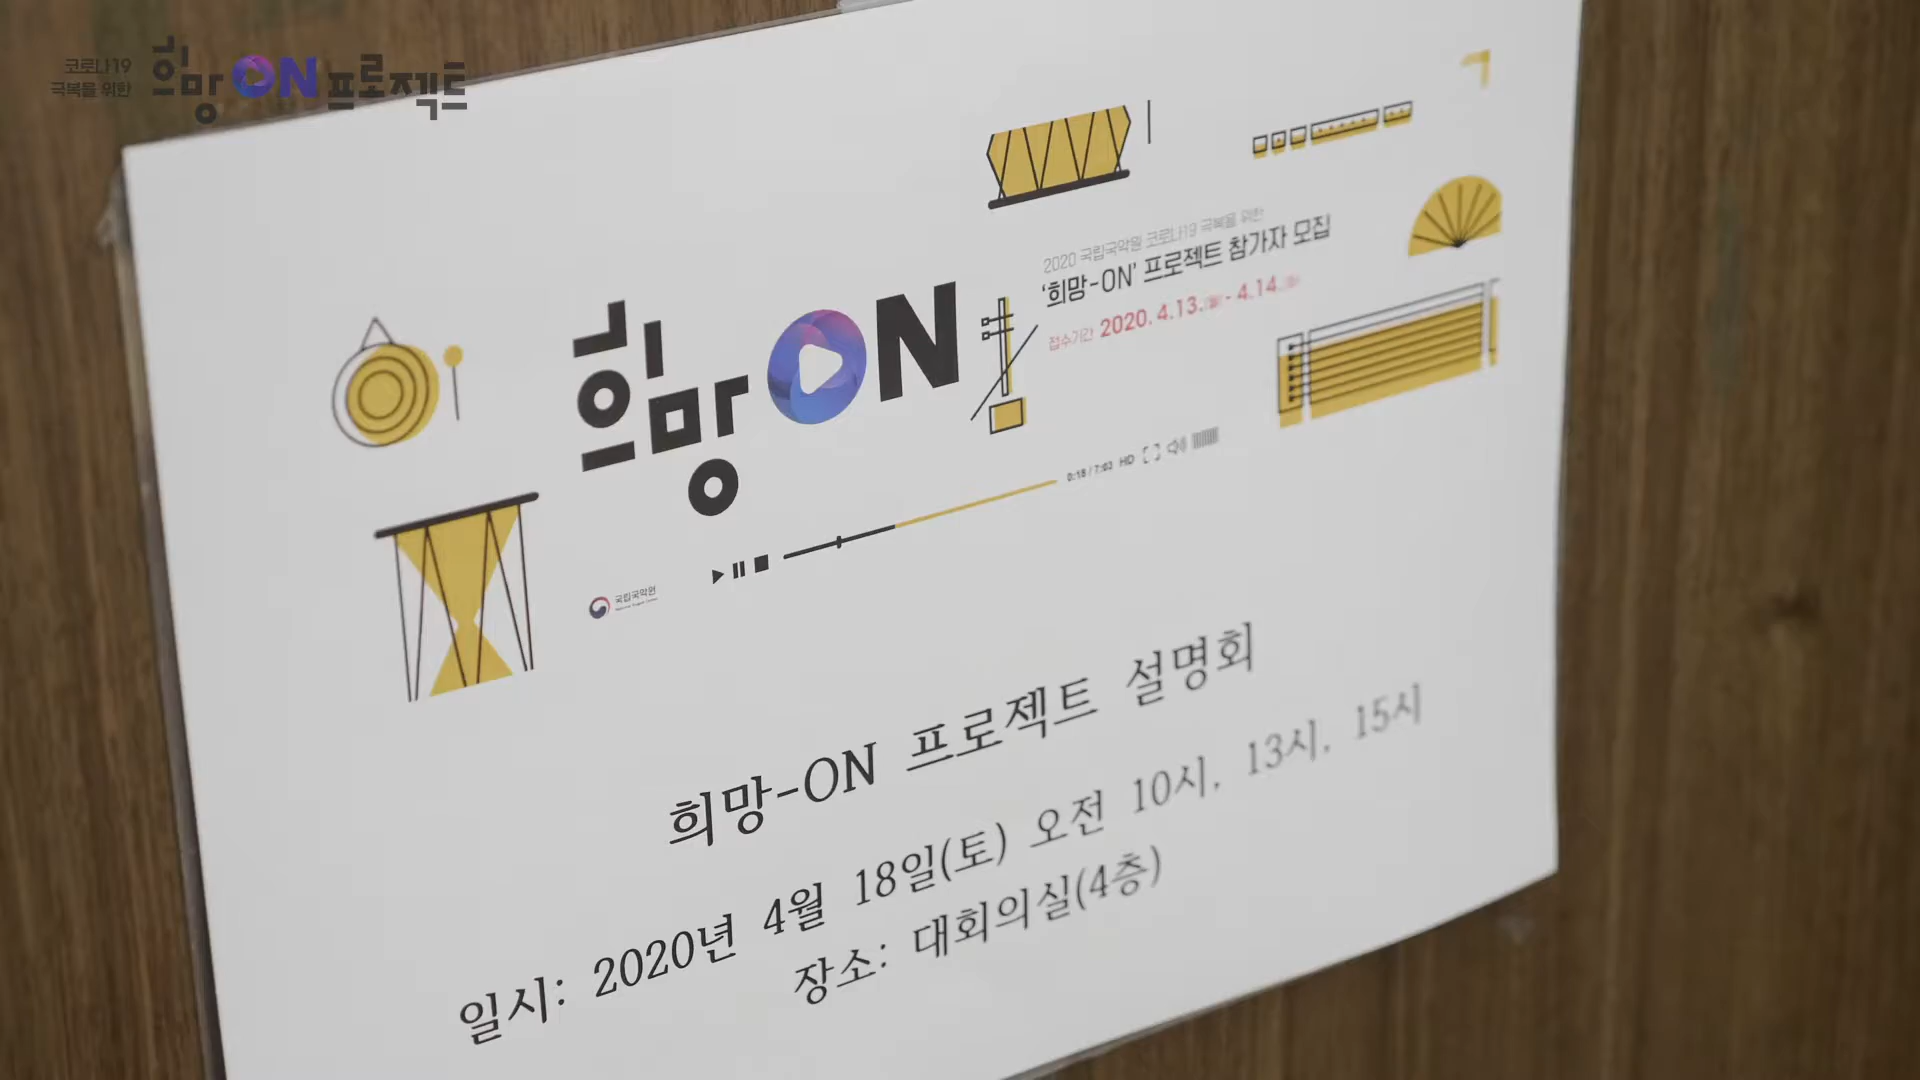 코로나19
극복을 위한
희망 ON 프로젝트
2020 국립국악원 코로나19 극복을 위한
'희망-ON' 프로젝트 참가자 모집
접수기간 2020. 4.13. - 4.14.
희망 ON
0:18 / 7:03 HD
국립국악원
희망-ON 프로젝트 설명회
일시: 2020년 4월 18일(토) 오전 10시, 13시, 15시
장소: 대회의실(4층)